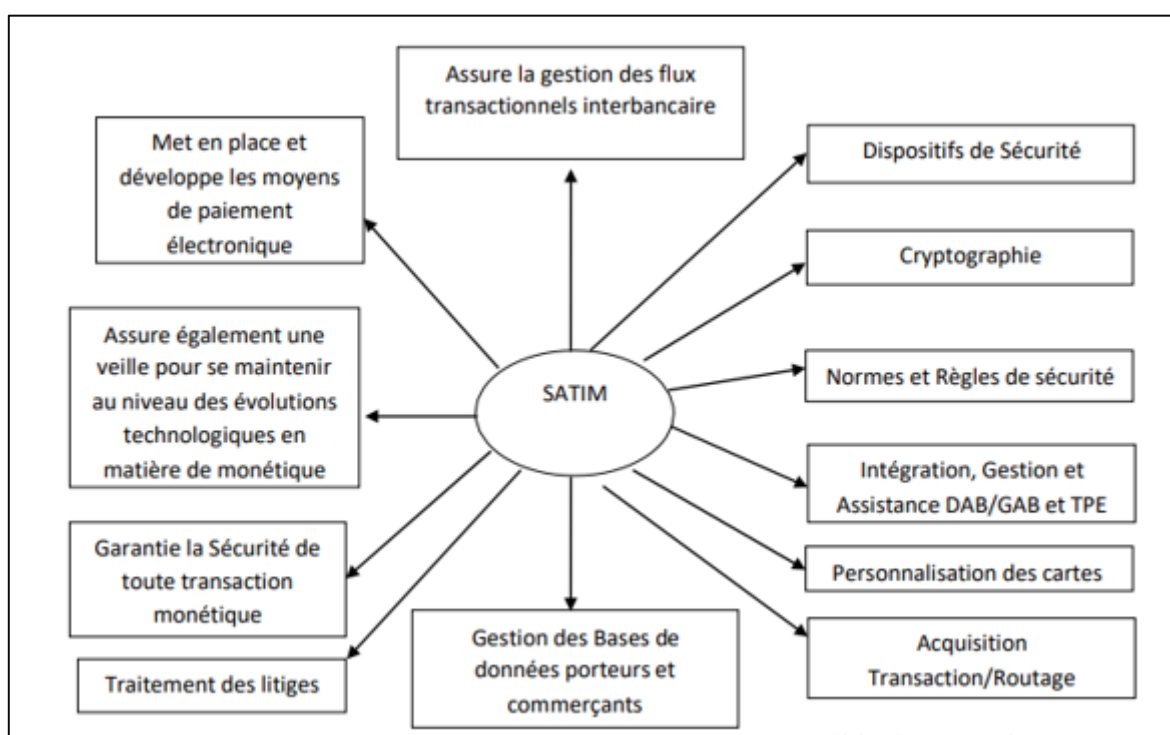 Assure la gestion des flux
transactionnels interbancaire
Met en place et
développe les moyens
de paiement
électronique
Dispositifs de Sécurité
Cryptographie
Assure également une
veille pour se maintenir
au niveau des évolutions
technologiques en
matière de monétique
SATIM
Normes et Règles de sécurité
Intégration, Gestion et
Assistance DAB/GAB et TPE
Garantie la Sécurité de
toute transaction
monétique
Personnalisation des cartes
Gestion des Bases de
données porteurs et
commerçants
Acquisition
Transaction/Routage
Traitement des litiges